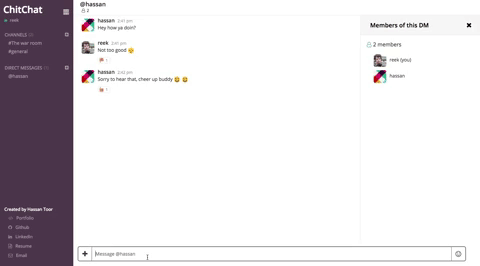 ChitChat
reek
CHANNELS (2)
#The war room
#general
DIRECT MESSAGES (1)
@hassan
Created by Hassan Toor
Portfolio
Github
LinkedIn
Resume
Email
@hassan
2
hassan 2:41 pm
Hey how ya doin?
reek 2:41 pm
Not too good
1
hassan 2:43 pm
Sorry to hear that, cheer up buddy
1
Message @hassan
Members of this DM
2 members
reek (you)
hassan